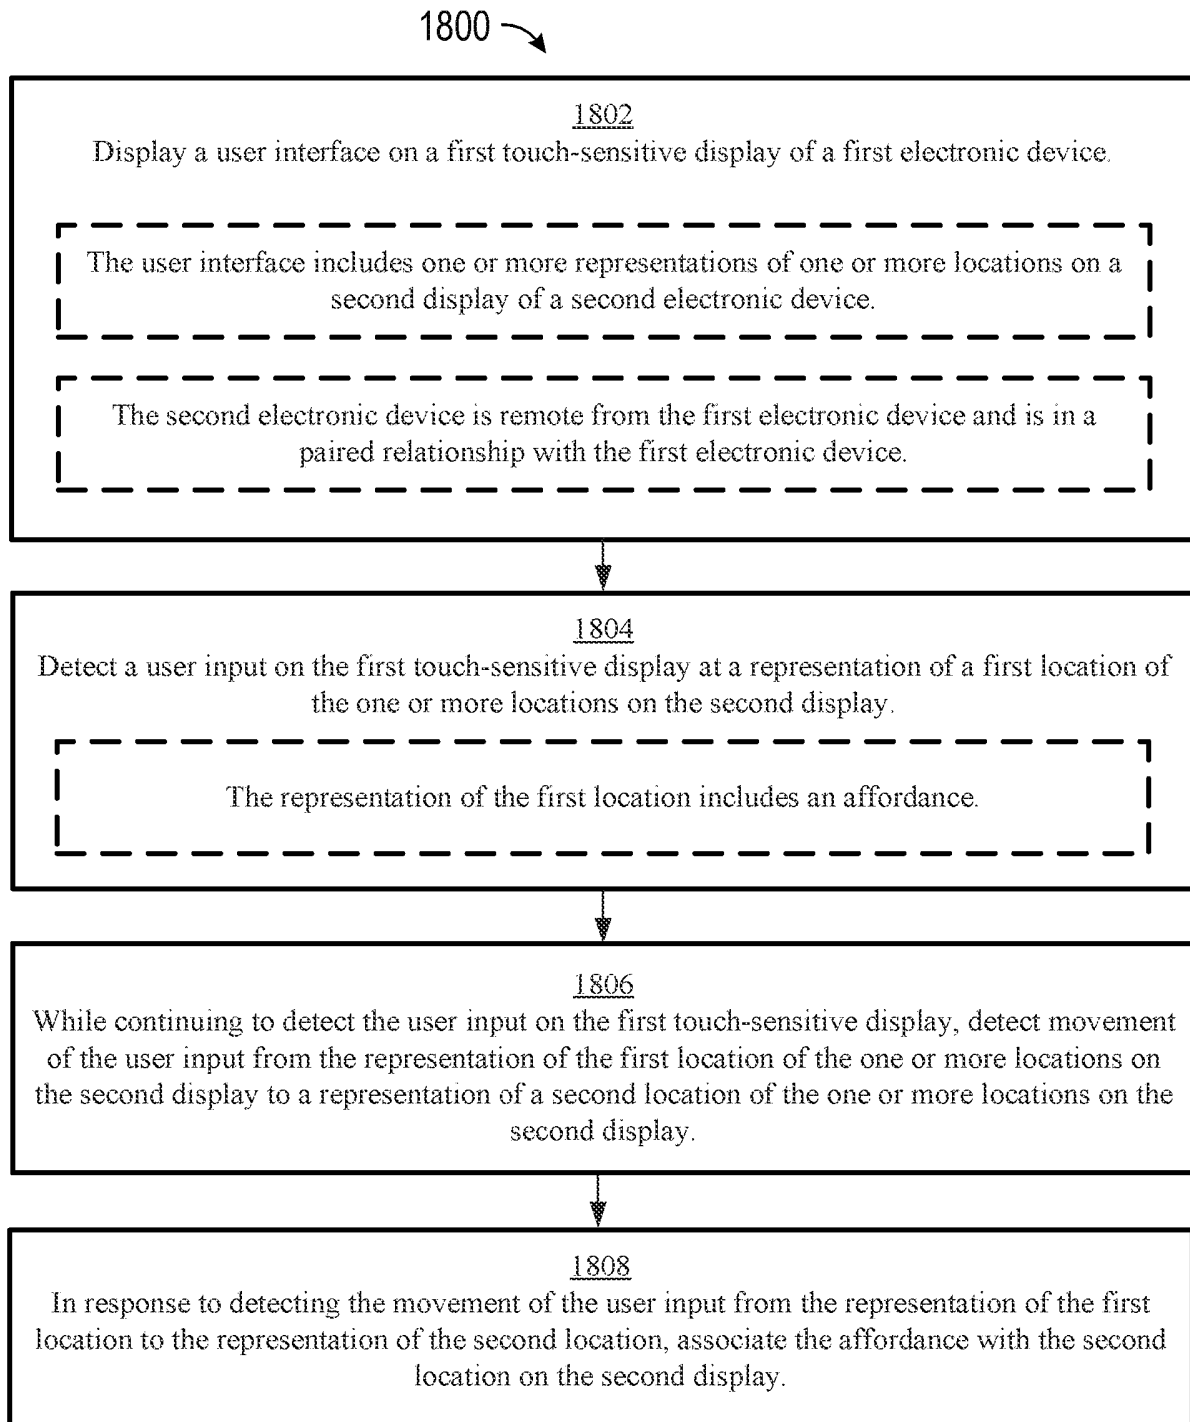 1800
1802
Display a user interface on a first touch-sensitive display of a first electronic device.
The user interface includes one or more representations of one or more locations on a
second display of a second electronic device.
The second electronic device is remote from the first electronic device and is in a
paired relationship with the first electronic device.
1804
Detect a user input on the first touch-sensitive display at a representation of a first location of
the one or more locations on the second display.
The representation of the first location includes an affordance.
1806
While continuing to detect the user input on the first touch-sensitive display, detect movement
of the user input from the representation of the first location of the one or more locations on
the second display to a representation of a second location of the one or more locations on the
second display.
1808
In response to detecting the movement of the user input from the representation of the first
location to the representation of the second location, associate the affordance with the second
location on the second display.